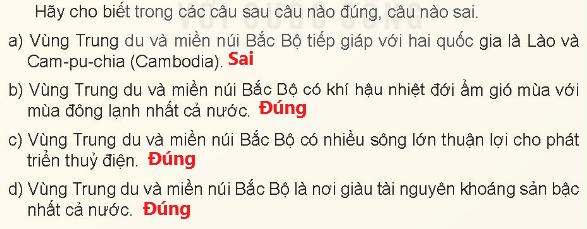 Hãy cho biết trong các câu sau câu nào đúng, câu nào sai.
a) Vùng Trung du và miền núi Bắc Bộ tiếp giáp với hai quốc gia là Lào và
Cam-pu-chia (Cambodia). Sai
b) Vùng Trung du và miền núi Bắc Bộ có khí hậu nhiệt đới ẩm gió mùa với
mùa đông lạnh nhất cả nước. Đúng
c) Vùng Trung du và miền núi Bắc Bộ có nhiều sông lớn thuận lợi cho phát
triển thuỷ điện. Đúng
d) Vùng Trung du và miền núi Bắc Bộ là nơi giàu tài nguyên khoáng sản bậc
nhất cả nước. Đúng